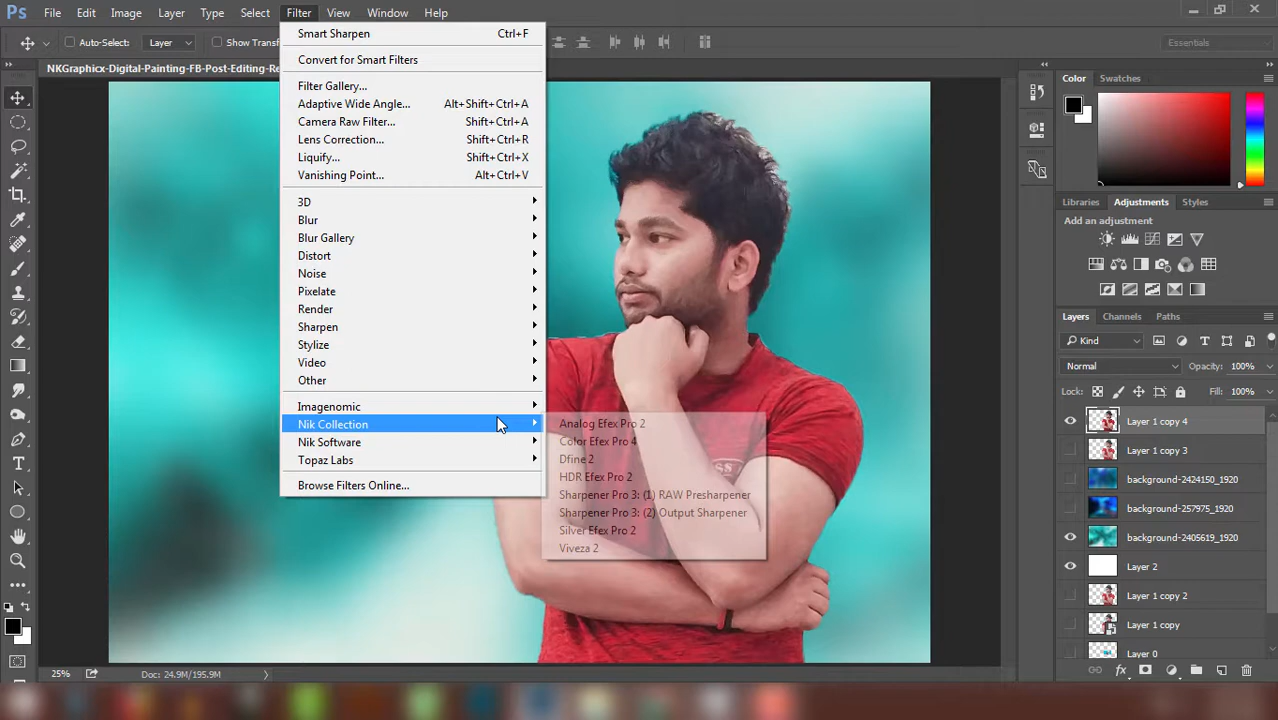 Ps File Edit Image Layer Type Select Filter View Window Help
Auto-Select: Layer Show Transf
Essentials
NKGraphicx-Digital-Painting-FB-Post-Editing-Re
Smart Sharpen Ctrl+F
Convert for Smart Filters
Filter Gallery...
Adaptive Wide Angle... Alt+Shift+Ctrl+A
Camera Raw Filter... Shift+Ctrl+A
Lens Correction... Shift+Ctrl+R
Liquify... Shift+Ctrl+X
Vanishing Point... Alt+Ctrl+V
3D
Blur
Blur Gallery
Distort
Noise
Pixelate
Render
Sharpen
Stylize
Video
Other
Imagenomic
Nik Collection
Nik Software
Topaz Labs
Browse Filters Online...
Analog Efex Pro 2
Color Efex Pro 4
Dfine 2
HDR Efex Pro 2
Sharpener Pro 3: (1) RAW Presharpener
Sharpener Pro 3: (2) Output Sharpener
Silver Efex Pro 2
Viveza 2
Color Swatches
Libraries Adjustments Styles
Add an adjustment
Layers Channels Paths
Kind
Normal Opacity: 100%
Lock: Fill: 100%
Layer 1 copy 4
Layer 1 copy 3
background-2424150_1920
background-257975_1920
background-2405619_1920
Layer 2
Layer 1 copy 2
Layer 1 copy
Layer 0
25% Doc: 24.9M/195.9M